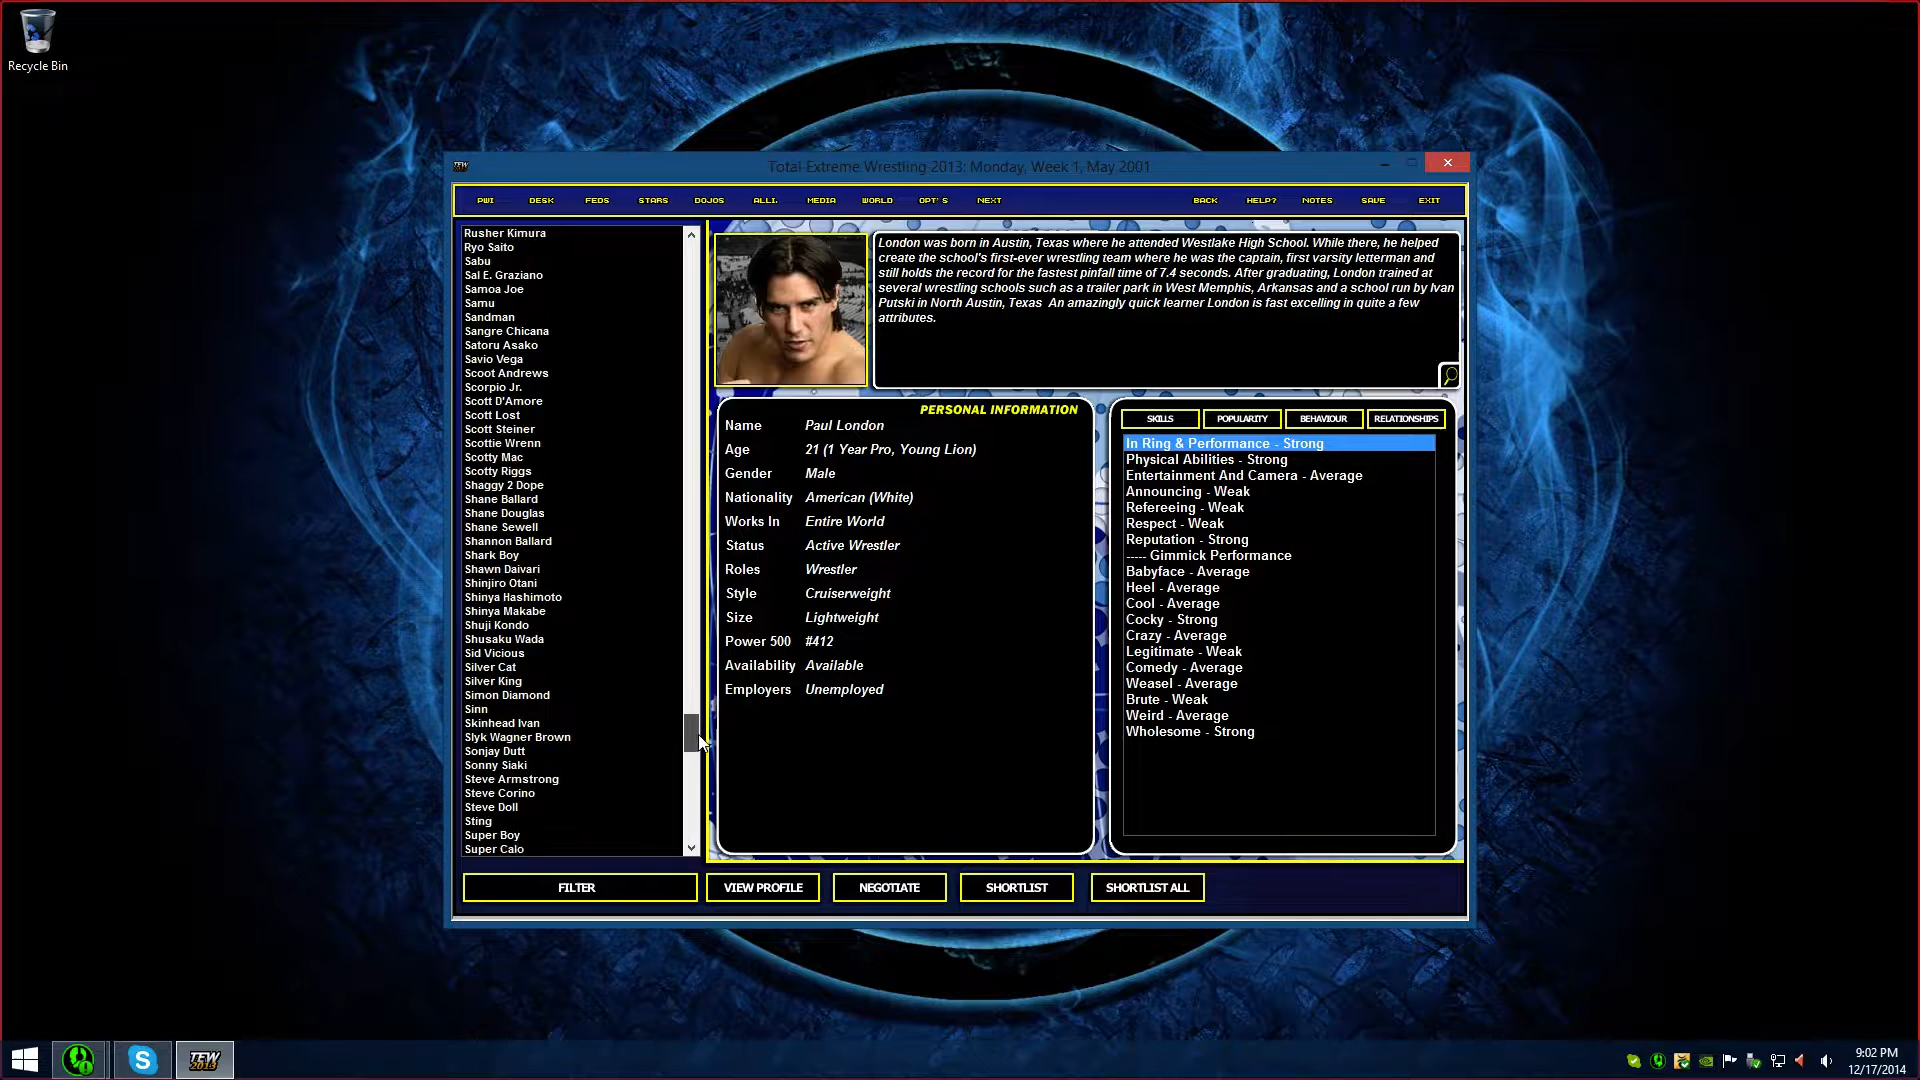 Recycle Bin
TEW
Total Extreme Wrestling 2013: Monday, Week 1, May 2001
PWI DESK FEDS STARS DOJOS ALLI. MEDIA WORLD OPT'S NEXT BACK HELP? NOTES SAVE EXIT
Rusher Kimura
Ryo Saito
Sabu
Sal E. Graziano
Samoa Joe
Samu
Sandman
Sangre Chicana
Satoru Asako
Savio Vega
Scoot Andrews
Scorpio Jr.
Scott D'Amore
Scott Lost
Scott Steiner
Scottie Wrenn
Scotty Mac
Scotty Riggs
Shaggy 2 Dope
Shane Ballard
Shane Douglas
Shane Sewell
Shannon Ballard
Shark Boy
Shawn Daivari
Shinjiro Otani
Shinya Hashimoto
Shinya Makabe
Shuji Kondo
Shusaku Wada
Sid Vicious
Silver Cat
Silver King
Simon Diamond
Sinn
Skinhead Ivan
Slyk Wagner Brown
Sonjay Dutt
Sonny Siaki
Steve Armstrong
Steve Corino
Steve Doll
Sting
Super Boy
Super Calo
London was born in Austin, Texas where he attended Westlake High School. While there, he helped
create the school's first-ever wrestling team where he was the captain, first varsity letterman and
still holds the record for the fastest pinfall time of 7.4 seconds. After graduating, London trained at
several wrestling schools such as a trailer park in West Memphis, Arkansas and a school run by Ivan
Putski in North Austin, Texas  An amazingly quick learner London is fast excelling in quite a few
attributes.
PERSONAL INFORMATION
Name Paul London
Age 21 (1 Year Pro, Young Lion)
Gender Male
Nationality American (White)
Works In Entire World
Status Active Wrestler
Roles Wrestler
Style Cruiserweight
Size Lightweight
Power 500 #412
Availability Available
Employers Unemployed
SKILLS POPULARITY BEHAVIOUR RELATIONSHIPS
In Ring & Performance - Strong
Physical Abilities - Strong
Entertainment And Camera - Average
Announcing - Weak
Refereeing - Weak
Respect - Weak
Reputation - Strong
----- Gimmick Performance
Babyface - Average
Heel - Average
Cool - Average
Cocky - Strong
Crazy - Average
Legitimate - Weak
Comedy - Average
Weasel - Average
Brute - Weak
Weird - Average
Wholesome - Strong
FILTER VIEW PROFILE NEGOTIATE SHORTLIST SHORTLIST ALL
TEW
2013
9:02 PM
12/17/2014